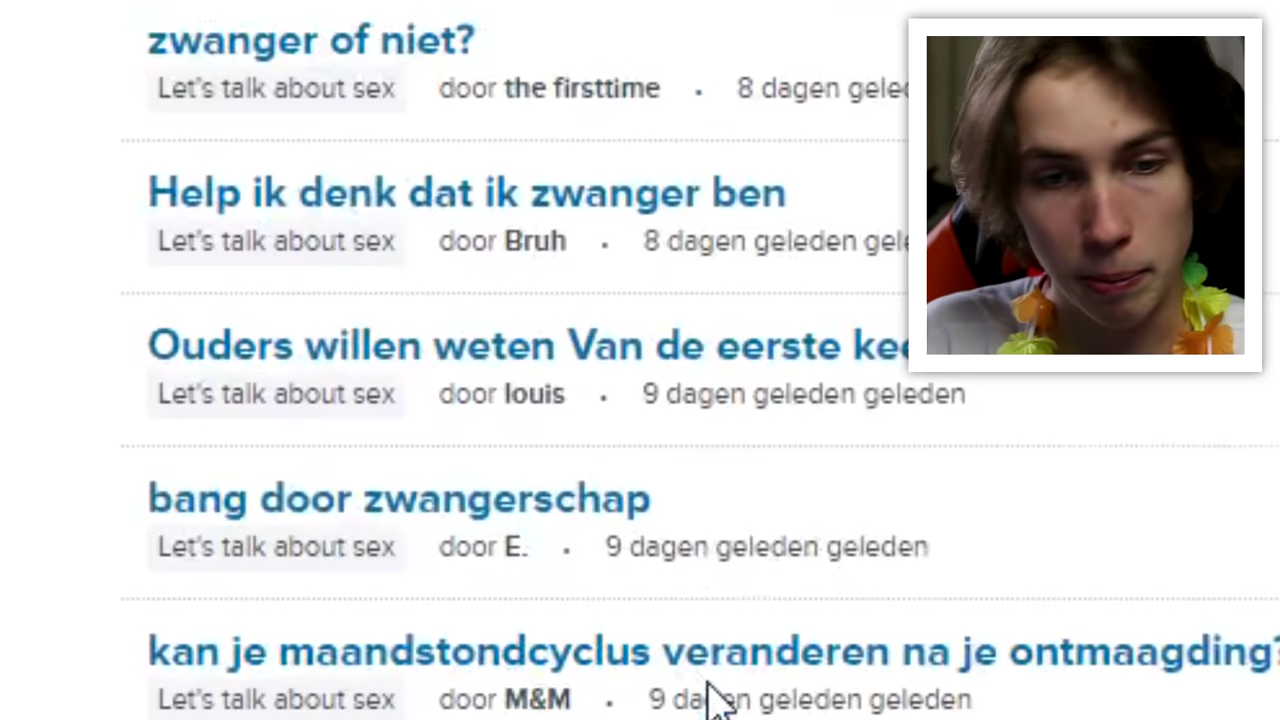 zwanger of niet?
Let's talk about sex door the firsttime • 8 dagen
Help ik denk dat ik zwanger ben
Let's talk about sex door Bruh • 8 dagen geleden
Ouders willen weten Van de eerste
Let's talk about sex door louis • 9 dagen geleden geleden
bang door zwangerschap
Let's talk about sex door E. • 9 dagen geleden geleden
kan je maandstondcyclus veranderen na je ontmaagding?
Let's talk about sex door M&M • 9 dagen geleden geleden